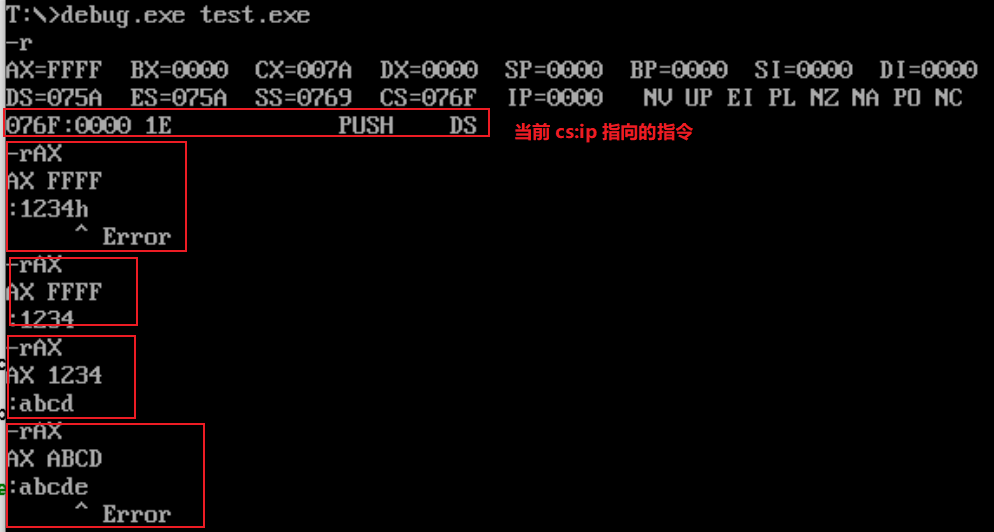 T:\>debug.exe test.exe
-r
AX=FFFF  BX=0000  CX=007A  DX=0000  SP=0000  BP=0000  SI=0000  DI=0000
DS=075A  ES=075A  SS=0769  CS=076F  IP=0000   NV UP EI PL NZ NA PO NC
076F:0000 1E            PUSH    DS
当前 cs:ip 指向的指令
-rAX
AX FFFF
:1234h
     ^ Error
-rAX
AX FFFF
:1234
-rAX
AX 1234
:abcd
-rAX
AX ABCD
:abcde
     ^ Error